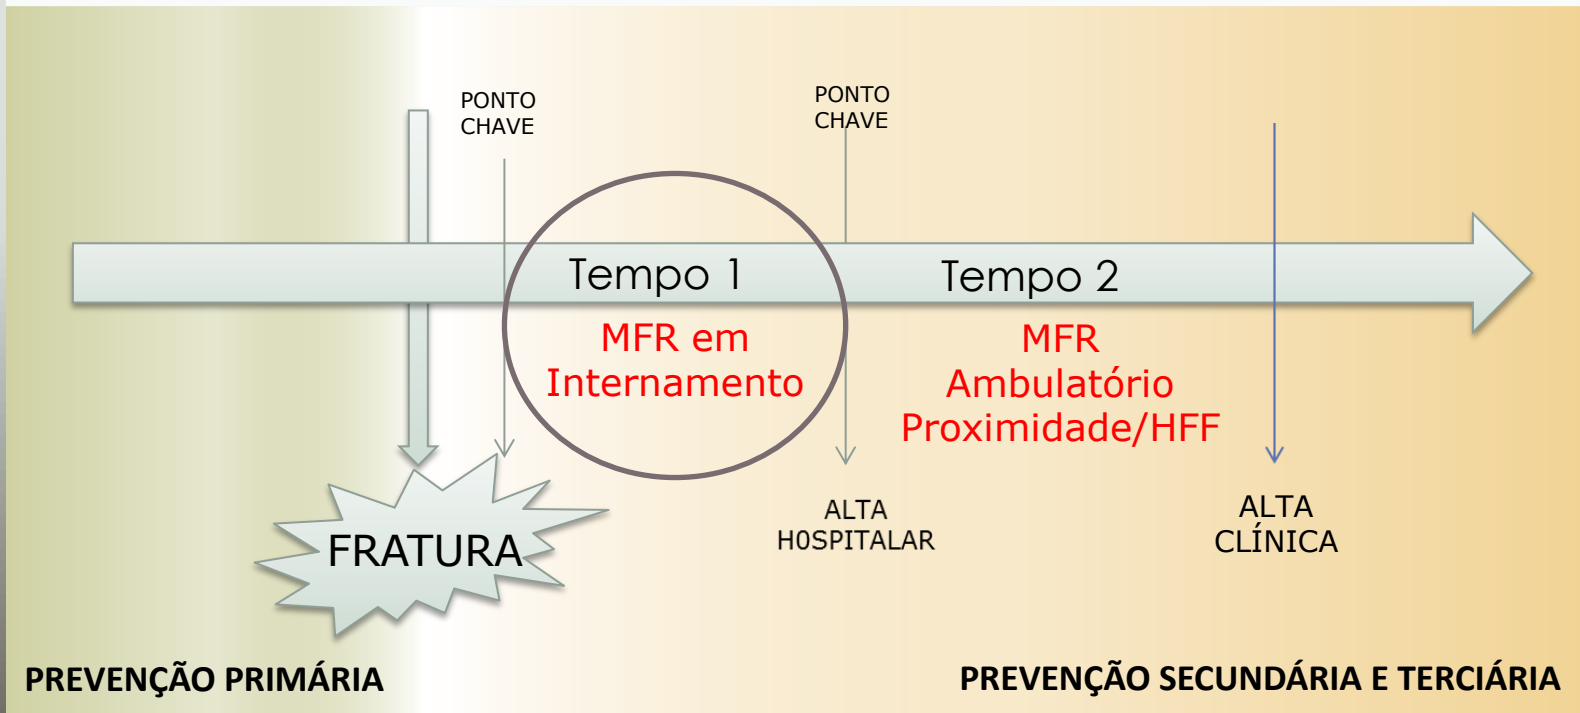 PONTO
CHAVE
PONTO
CHAVE
Tempo 1
Tempo 2
MFR em
Internamento
MFR
Ambulatório
Proximidade/HFF
FRATURA
ALTA
H0SPITALAR
ALTA
CLÍNICA
PREVENÇÃO PRIMÁRIA
PREVENÇÃO SECUNDÁRIA E TERCIÁRIA